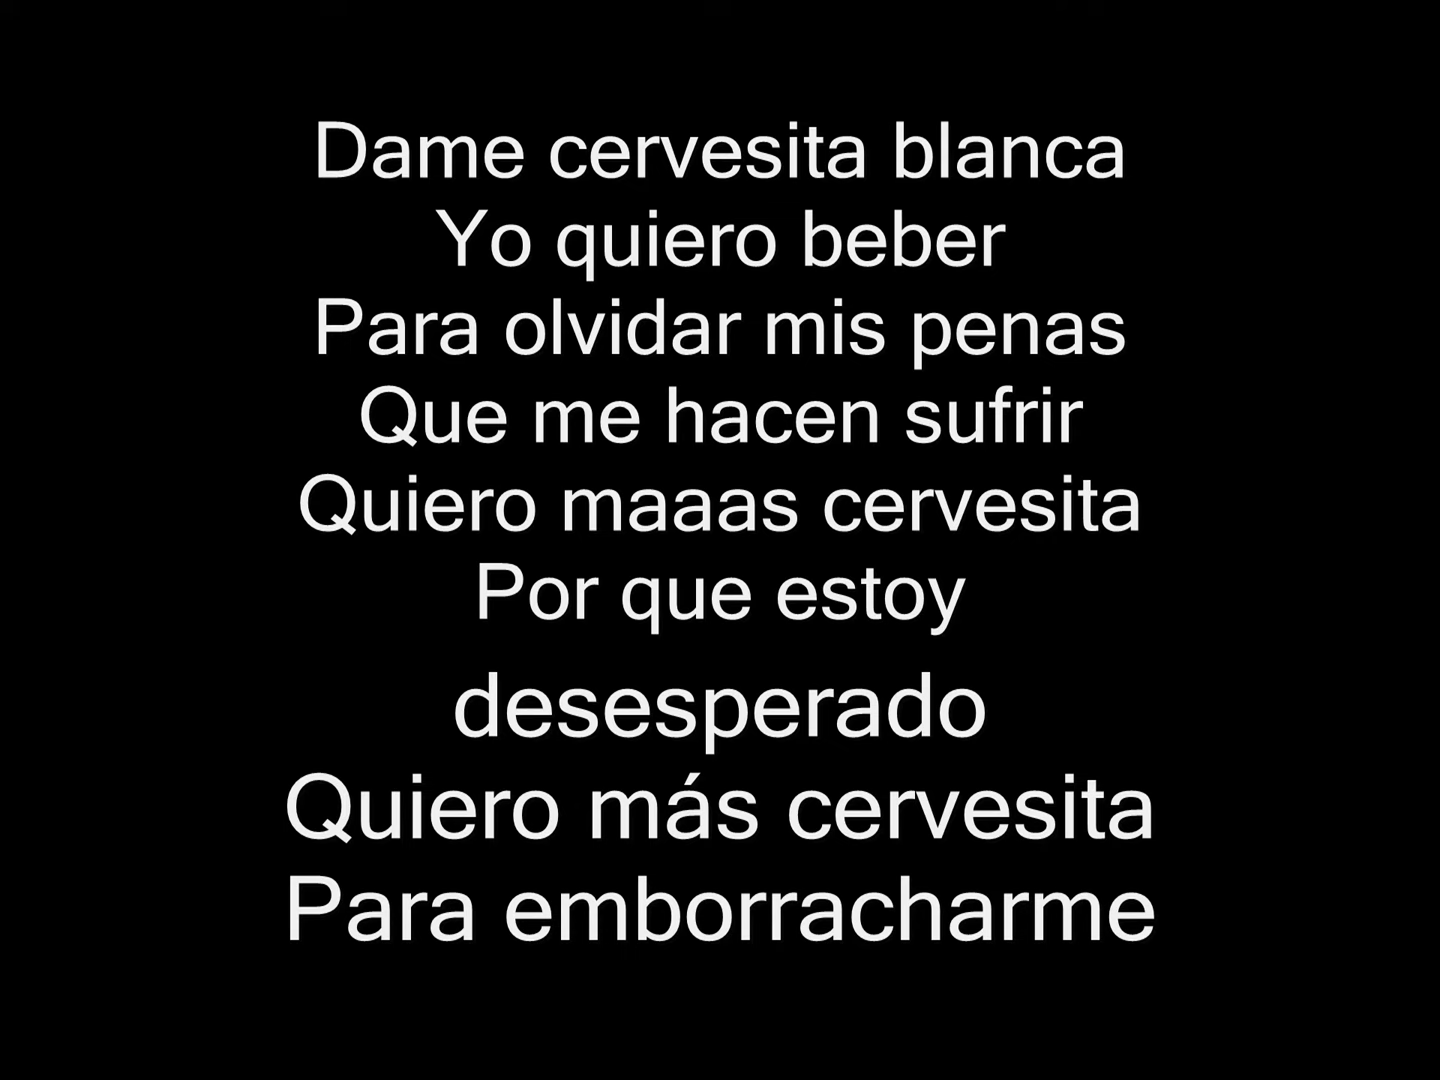 Dame cervesita blanca
Yo quiero beber
Para olvidar mis penas
Que me hacen sufrir
Quiero maaas cervesita
Por que estoy
desesperado
Quiero más cervesita
Para emborracharme